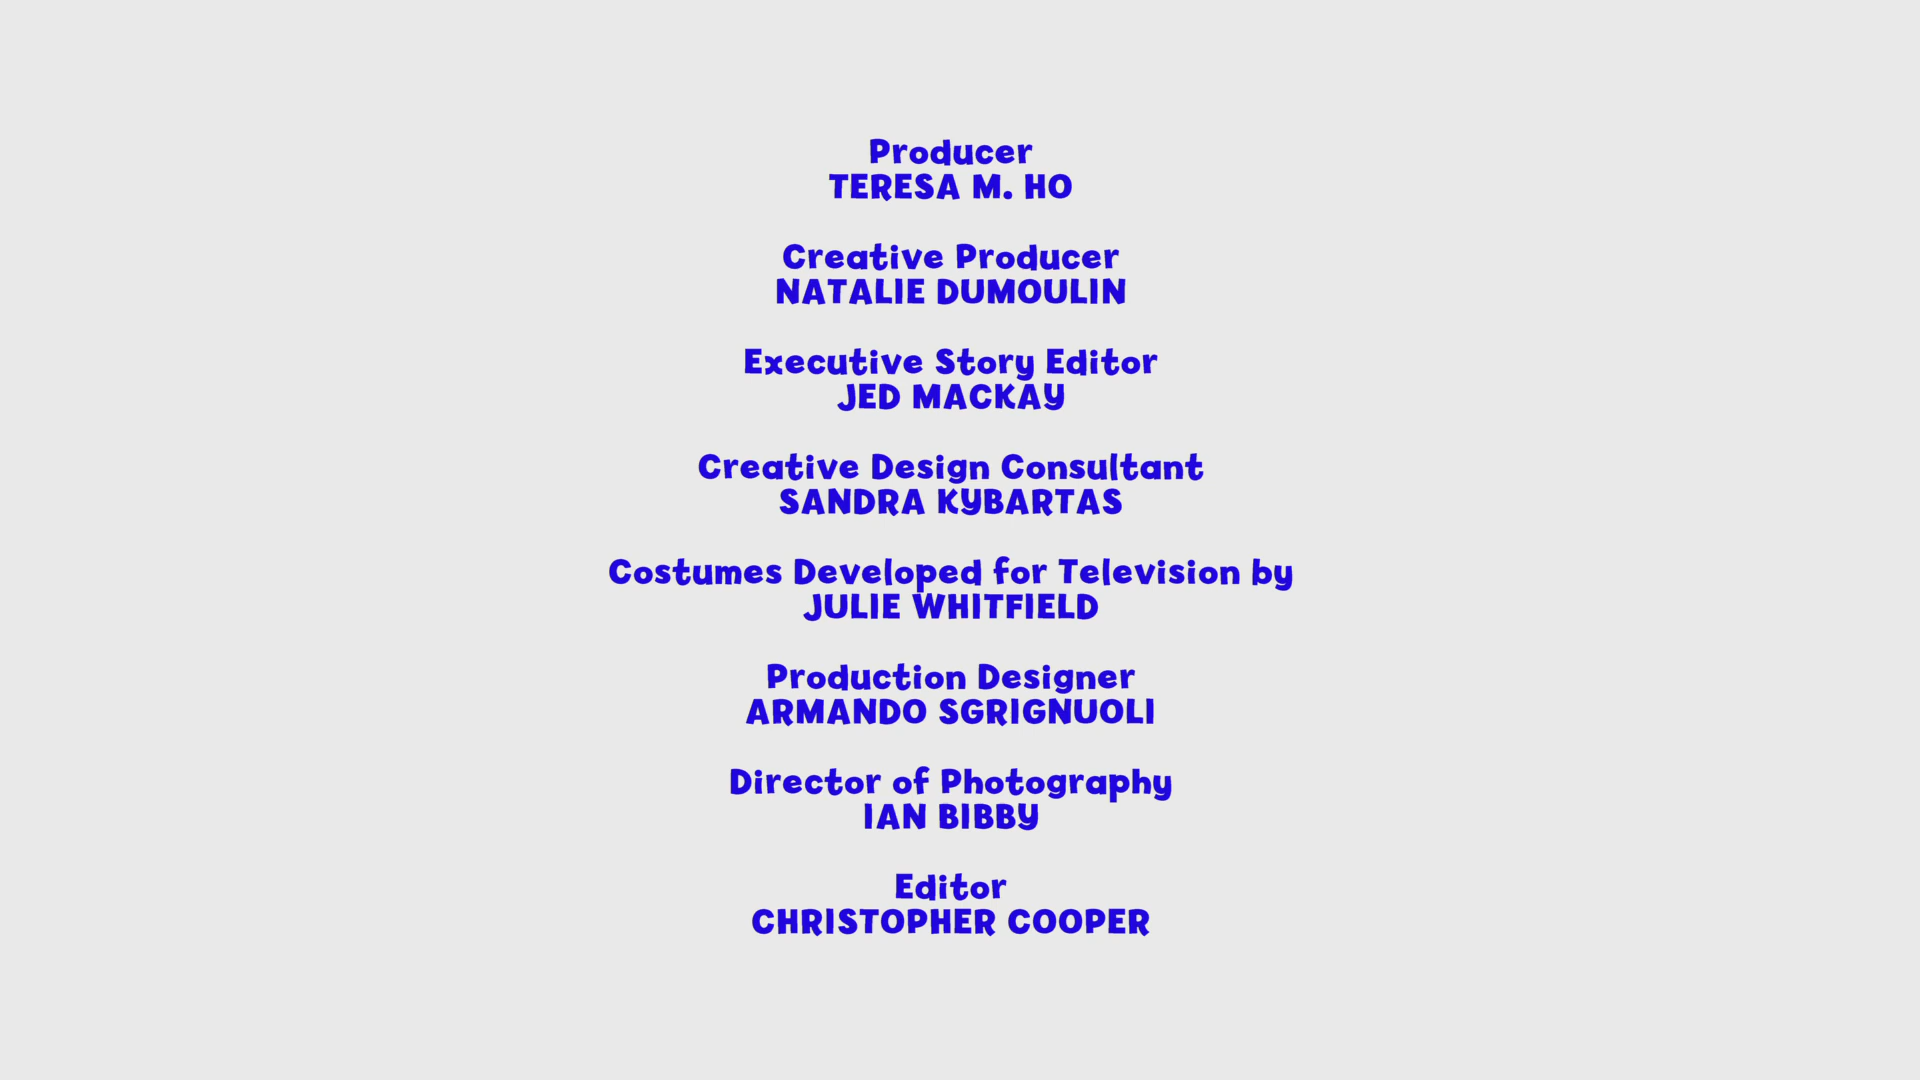 Producer
TERESA M. HO
Creative Producer
NATALIE DUMOULIN
Executive Story Editor
JED MACKAY
Creative Design Consultant
SANDRA KYBARTAS
Costumes Developed for Television by
JULIE WHITFIELD
Production Designer
ARMANDO SGRIGNUOLI
Director of Photography
IAN BIBBY
Editor
CHRISTOPHER COOPER